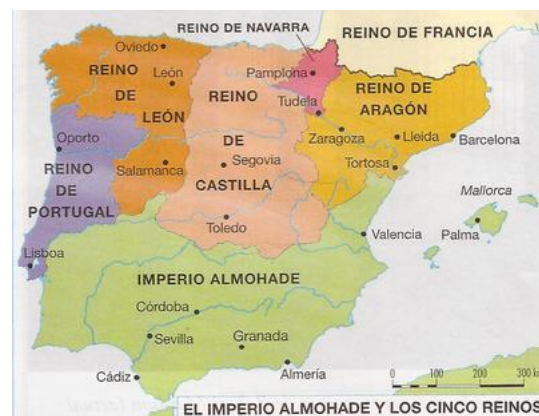 REINO DE NAVARRA
REINO DE FRANCIA
Oviedo
REINO
DE
LEÓN
León
Pamplona
REINO
DE
CASTILLA
REINO DE
ARAGÓN
Tudela
Oporto
Zaragoza
Lleida
Barcelona
Salamanca
Segovia
Tortosa
REINO
DE
PORTUGAL
Mallorca
Toledo
Valencia
Palma
Lisboa
IMPERIO ALMOHADE
Córdoba
Sevilla
Granada
Cádiz
Almería
0 100 200 300 k
EL IMPERIO ALMOHADE Y LOS CINCO REINOS